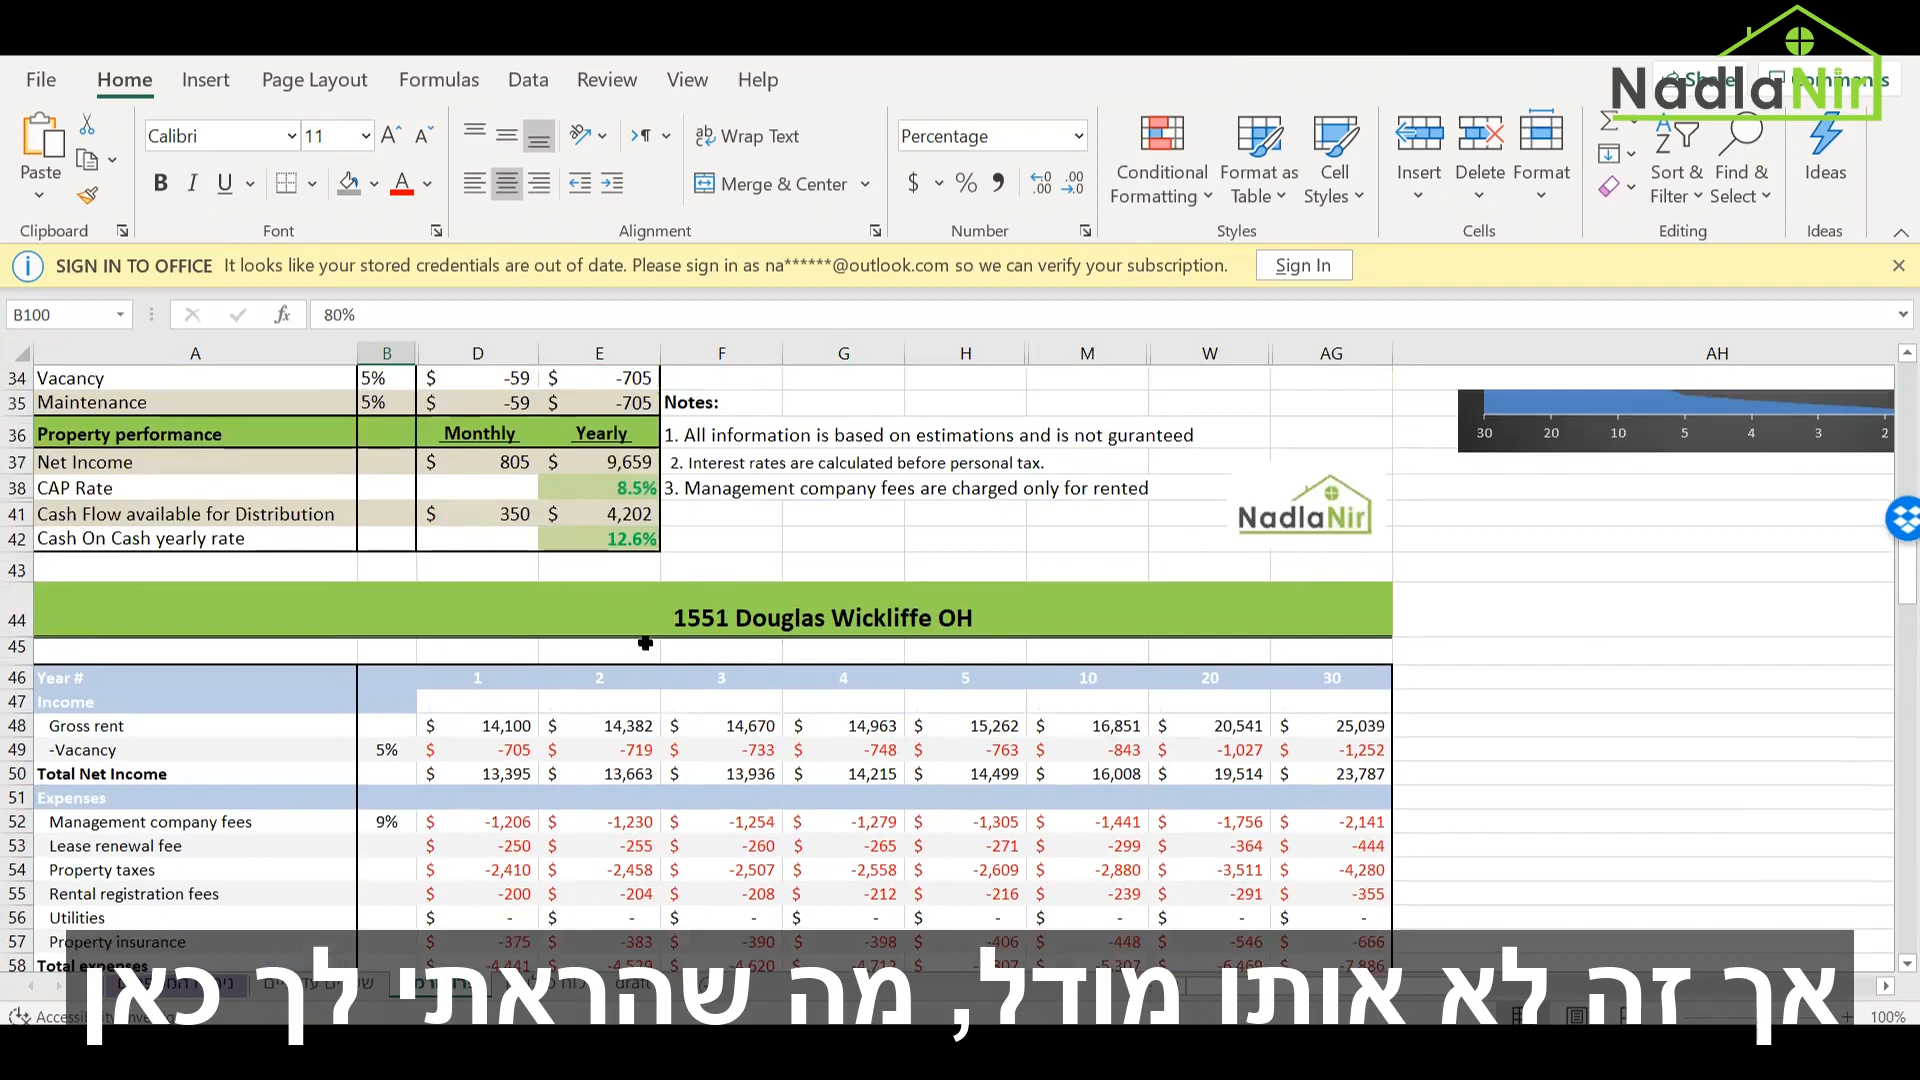 NadlaNir
File Home Insert Page Layout Formulas Data Review View Help
Calibri 11 Wrap Text Percentage
Paste Merge & Center Conditional Formatting Format as Table Cell Styles Insert Delete Format Sort & Filter Find & Select Ideas
Clipboard Font Alignment Number Styles Cells Editing Ideas
SIGN IN TO OFFICE It looks like your stored credentials are out of date. Please sign in as na******@outlook.com so we can verify your subscription. Sign In
B100 fx 80%
A B D E F G H M W AG AH
34 Vacancy 5% $ -59 $ -705
35 Maintenance 5% $ -59 $ -705 Notes:
36 Property performance Monthly Yearly 1. All information is based on estimations and is not guranteed 30 20 10 5 4 3 2
37 Net Income $ 805 $ 9,659 2. Interest rates are calculated before personal tax.
38 CAP Rate 8.5% 3. Management company fees are charged only for rented
41 Cash Flow available for Distribution $ 350 $ 4,202 NadlaNir
42 Cash On Cash yearly rate 12.6%
43
44 1551 Douglas Wickliffe OH
45
46 Year # 1 2 3 4 5 10 20 30
47 Income
48 Gross rent $ 14,100 $ 14,382 $ 14,670 $ 14,963 $ 15,262 $ 16,851 $ 20,541 $ 25,039
49 -Vacancy 5% $ -705 $ -719 $ -733 $ -748 $ -763 $ -843 $ -1,027 $ -1,252
50 Total Net Income $ 13,395 $ 13,663 $ 13,936 $ 14,215 $ 14,499 $ 16,008 $ 19,514 $ 23,787
51 Expenses
52 Management company fees 9% $ -1,206 $ -1,230 $ -1,254 $ -1,279 $ -1,305 $ -1,441 $ -1,756 $ -2,141
53 Lease renewal fee $ -250 $ -255 $ -260 $ -265 $ -271 $ -299 $ -364 $ -444
54 Property taxes $ -2,410 $ -2,458 $ -2,507 $ -2,558 $ -2,609 $ -2,880 $ -3,511 $ -4,280
55 Rental registration fees $ -200 $ -204 $ -208 $ -212 $ -216 $ -239 $ -291 $ -355
56 Utilities $ - $ - $ - $ - $ - $ - $ - $ -
57 Property insurance $ -375 $ -383 $ -390 $ -398 $ -406 $ -448 $ -546 $ -666
58 Total expenses
אך זה לא אותו מודל, מה שהראתי לך כאן
100%